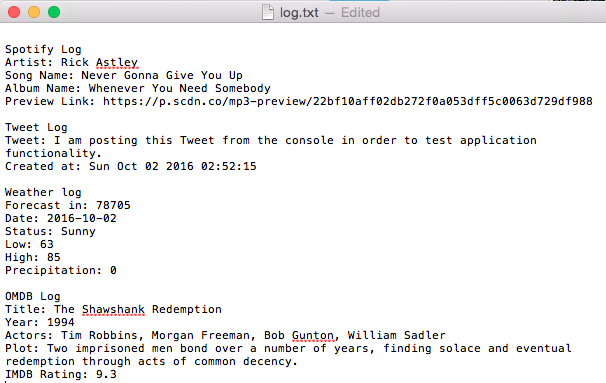 log.txt — Edited
Spotify Log
Artist: Rick Astley
Song Name: Never Gonna Give You Up
Album Name: Whenever You Need Somebody
Preview Link: https://p.scdn.co/mp3-preview/22bf10aff02db272f0a053dff5c0063d729df988
Tweet Log
Tweet: I am posting this Tweet from the console in order to test application
functionality.
Created at: Sun Oct 02 2016 02:52:15
Weather log
Forecast in: 78705
Date: 2016-10-02
Status: Sunny
Low: 63
High: 85
Precipitation: 0
OMDB Log
Title: The Shawshank Redemption
Year: 1994
Actors: Tim Robbins, Morgan Freeman, Bob Gunton, William Sadler
Plot: Two imprisoned men bond over a number of years, finding solace and eventual
redemption through acts of common decency.
IMDB Rating: 9.3